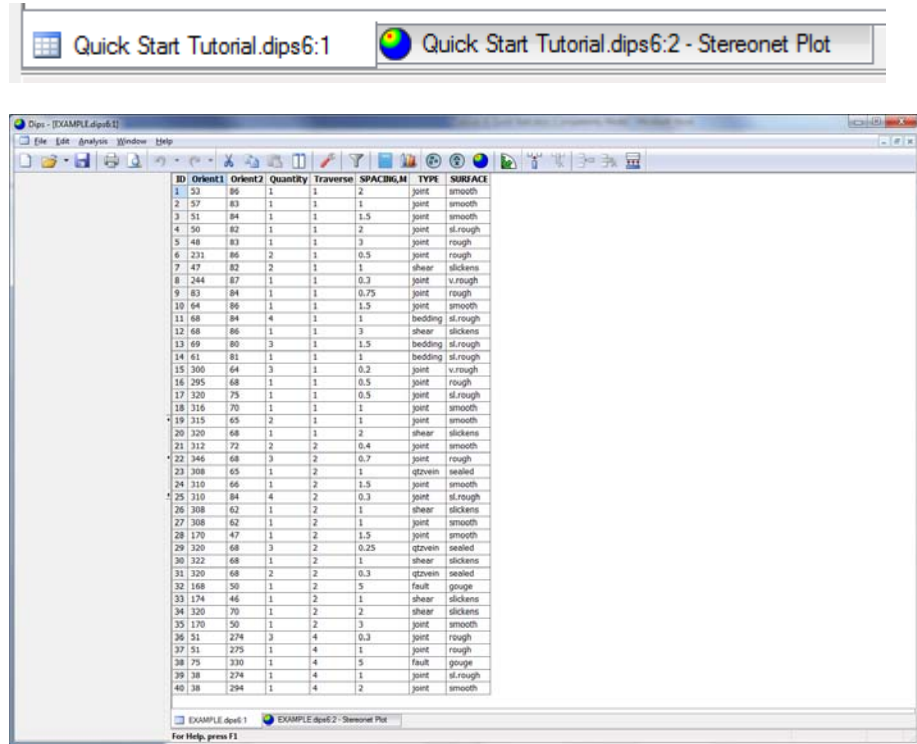 Quick Start Tutorial.dips6:1 Quick Start Tutorial.dips6:2 - Stereonet Plot
Dips - [EXAMPLE.dips6:1]
File Edit Analysis Window Help
ID Orient1 Orient2 Quantity Traverse SPACING,M TYPE SURFACE
1 53 86 1 1 2 joint smooth
2 57 83 1 1 1 joint smooth
3 51 84 1 1 1.5 joint smooth
4 50 82 1 1 2 joint sl.rough
5 48 83 1 1 3 joint rough
6 231 86 2 1 0.5 joint rough
7 47 82 2 1 1 shear slickens
8 244 87 1 1 0.3 joint v.rough
9 83 84 1 1 0.75 joint rough
10 64 86 1 1 1.5 joint smooth
11 68 84 4 1 1 bedding sl.rough
12 68 86 1 1 3 shear slickens
13 69 80 3 1 1.5 bedding sl.rough
14 61 81 1 1 1 bedding sl.rough
15 300 64 3 1 0.2 joint v.rough
16 295 68 1 1 0.5 joint rough
17 320 75 1 1 0.5 joint sl.rough
18 316 70 1 1 1 joint smooth
19 315 65 2 1 1 joint smooth
20 320 68 1 1 2 shear slickens
21 312 72 2 2 0.4 joint smooth
22 346 68 3 2 0.7 joint rough
23 308 65 1 2 1 qtzvein sealed
24 310 66 1 2 1.5 joint smooth
25 310 84 4 2 0.3 joint sl.rough
26 308 62 1 2 1 shear slickens
27 308 62 1 2 1 joint smooth
28 170 47 1 2 1.5 joint smooth
29 320 68 3 2 0.25 qtzvein sealed
30 322 68 1 2 1 shear slickens
31 320 68 2 2 0.3 qtzvein sealed
32 168 50 1 2 5 fault gouge
33 174 46 1 2 1 shear slickens
34 320 70 1 2 2 shear slickens
35 170 50 1 2 3 joint smooth
36 51 274 3 4 0.3 joint rough
37 51 275 1 4 1 joint rough
38 75 330 1 4 5 fault gouge
39 38 274 1 4 1 joint sl.rough
40 38 294 1 4 2 joint smooth
EXAMPLE.dips6:1 EXAMPLE.dips6:2 - Stereonet Plot
For Help, press F1